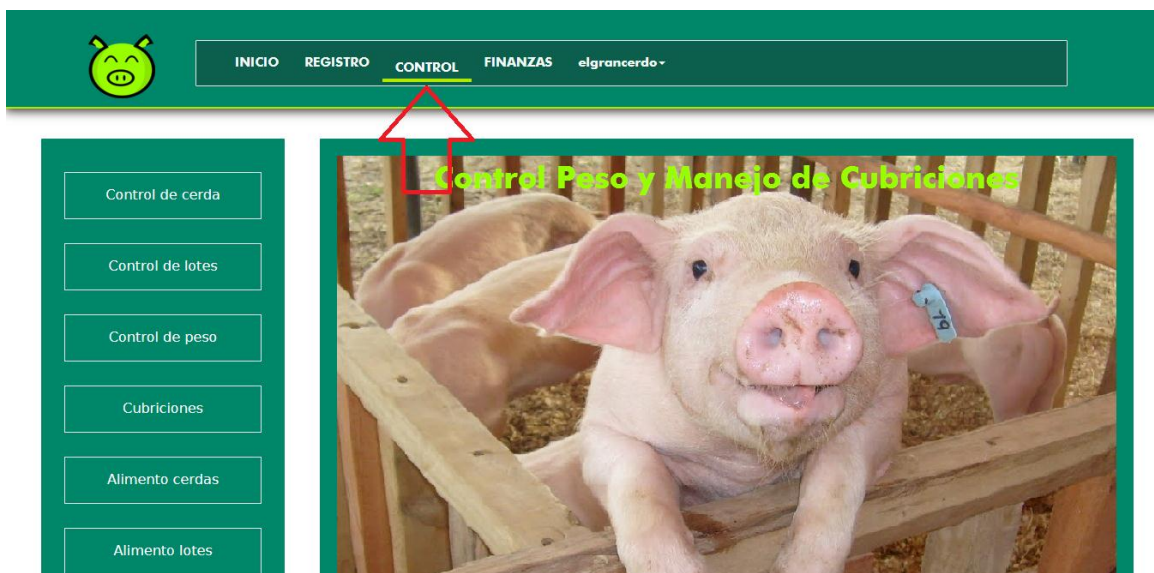 INICIO REGISTRO CONTROL FINANZAS elgrancerdo
Control de cerda
Control de lotes
Control de peso
Cubriciones
Alimento cerdas
Alimento lotes
Control Peso y Manejo de Cubriciones
19